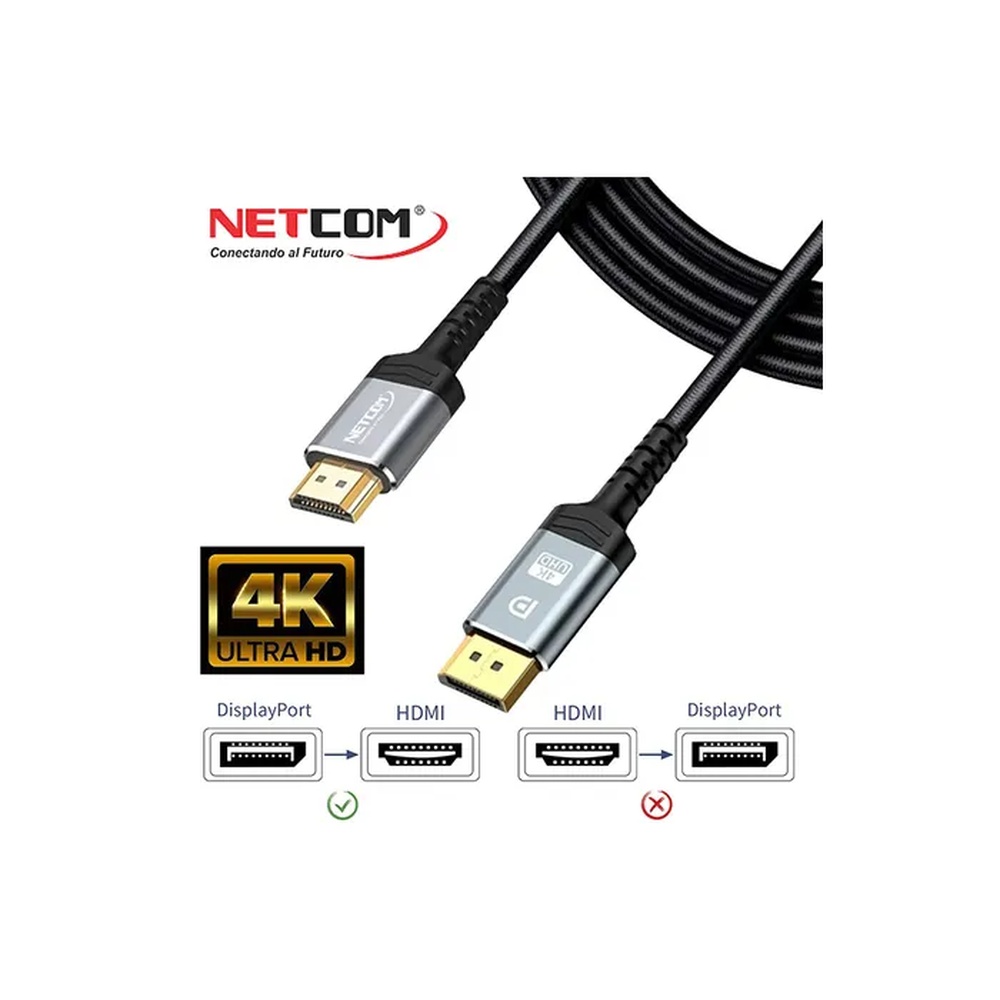 NETCOM®
Conectando al Futuro
NETCOM
4K
UHD
4K
ULTRA HD
DisplayPort
HDMI
HDMI
DisplayPort